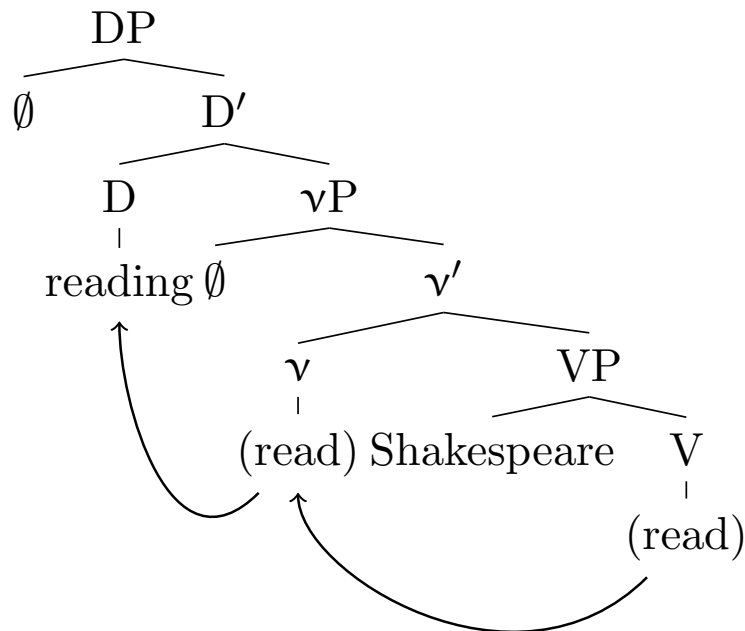 DP
∅ D′
D νP
reading ∅ ν′
ν VP
(read) Shakespeare V
(read)